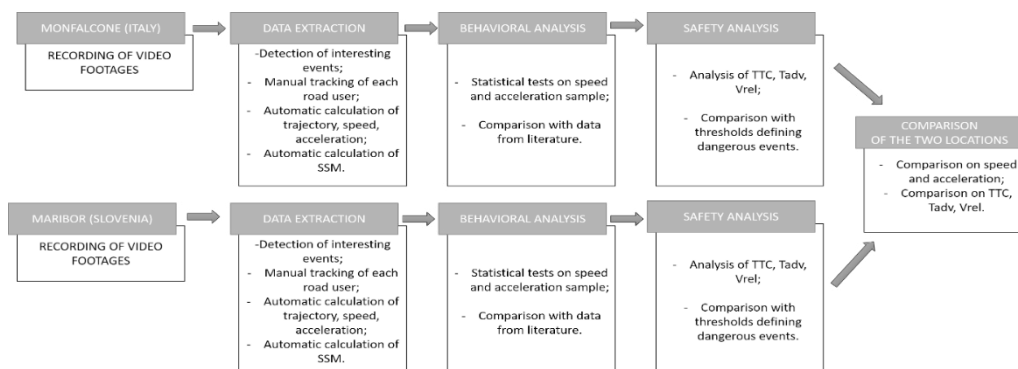 MONFALCONE (ITALY)
RECORDING OF VIDEO
FOOTAGES
DATA EXTRACTION
-Detection of interesting
events;
- Manual tracking of each
road user;
- Automatic calculation of
trajectory, speed,
acceleration;
- Automatic calculation of
SSM.
BEHAVIORAL ANALYSIS
- Statistical tests on speed
and acceleration sample;
- Comparison with data
from literature.
SAFETY ANALYSIS
- Analysis of TTC, Tadv,
Vrel;
- Comparison with
thresholds defining
dangerous events.
MARIBOR (SLOVENIA)
RECORDING OF VIDEO
FOOTAGES
DATA EXTRACTION
-Detection of interesting
events;
- Manual tracking of each
road user;
- Automatic calculation of
trajectory, speed,
acceleration;
- Automatic calculation of
SSM.
BEHAVIORAL ANALYSIS
- Statistical tests on speed
and acceleration sample;
- Comparison with data
from literature.
SAFETY ANALYSIS
- Analysis of TTC, Tadv,
Vrel;
- Comparison with
thresholds defining
dangerous events.
COMPARISON
OF THE TWO LOCATIONS
- Comparison on speed
and acceleration;
- Comparison on TTC,
Tadv, Vrel.